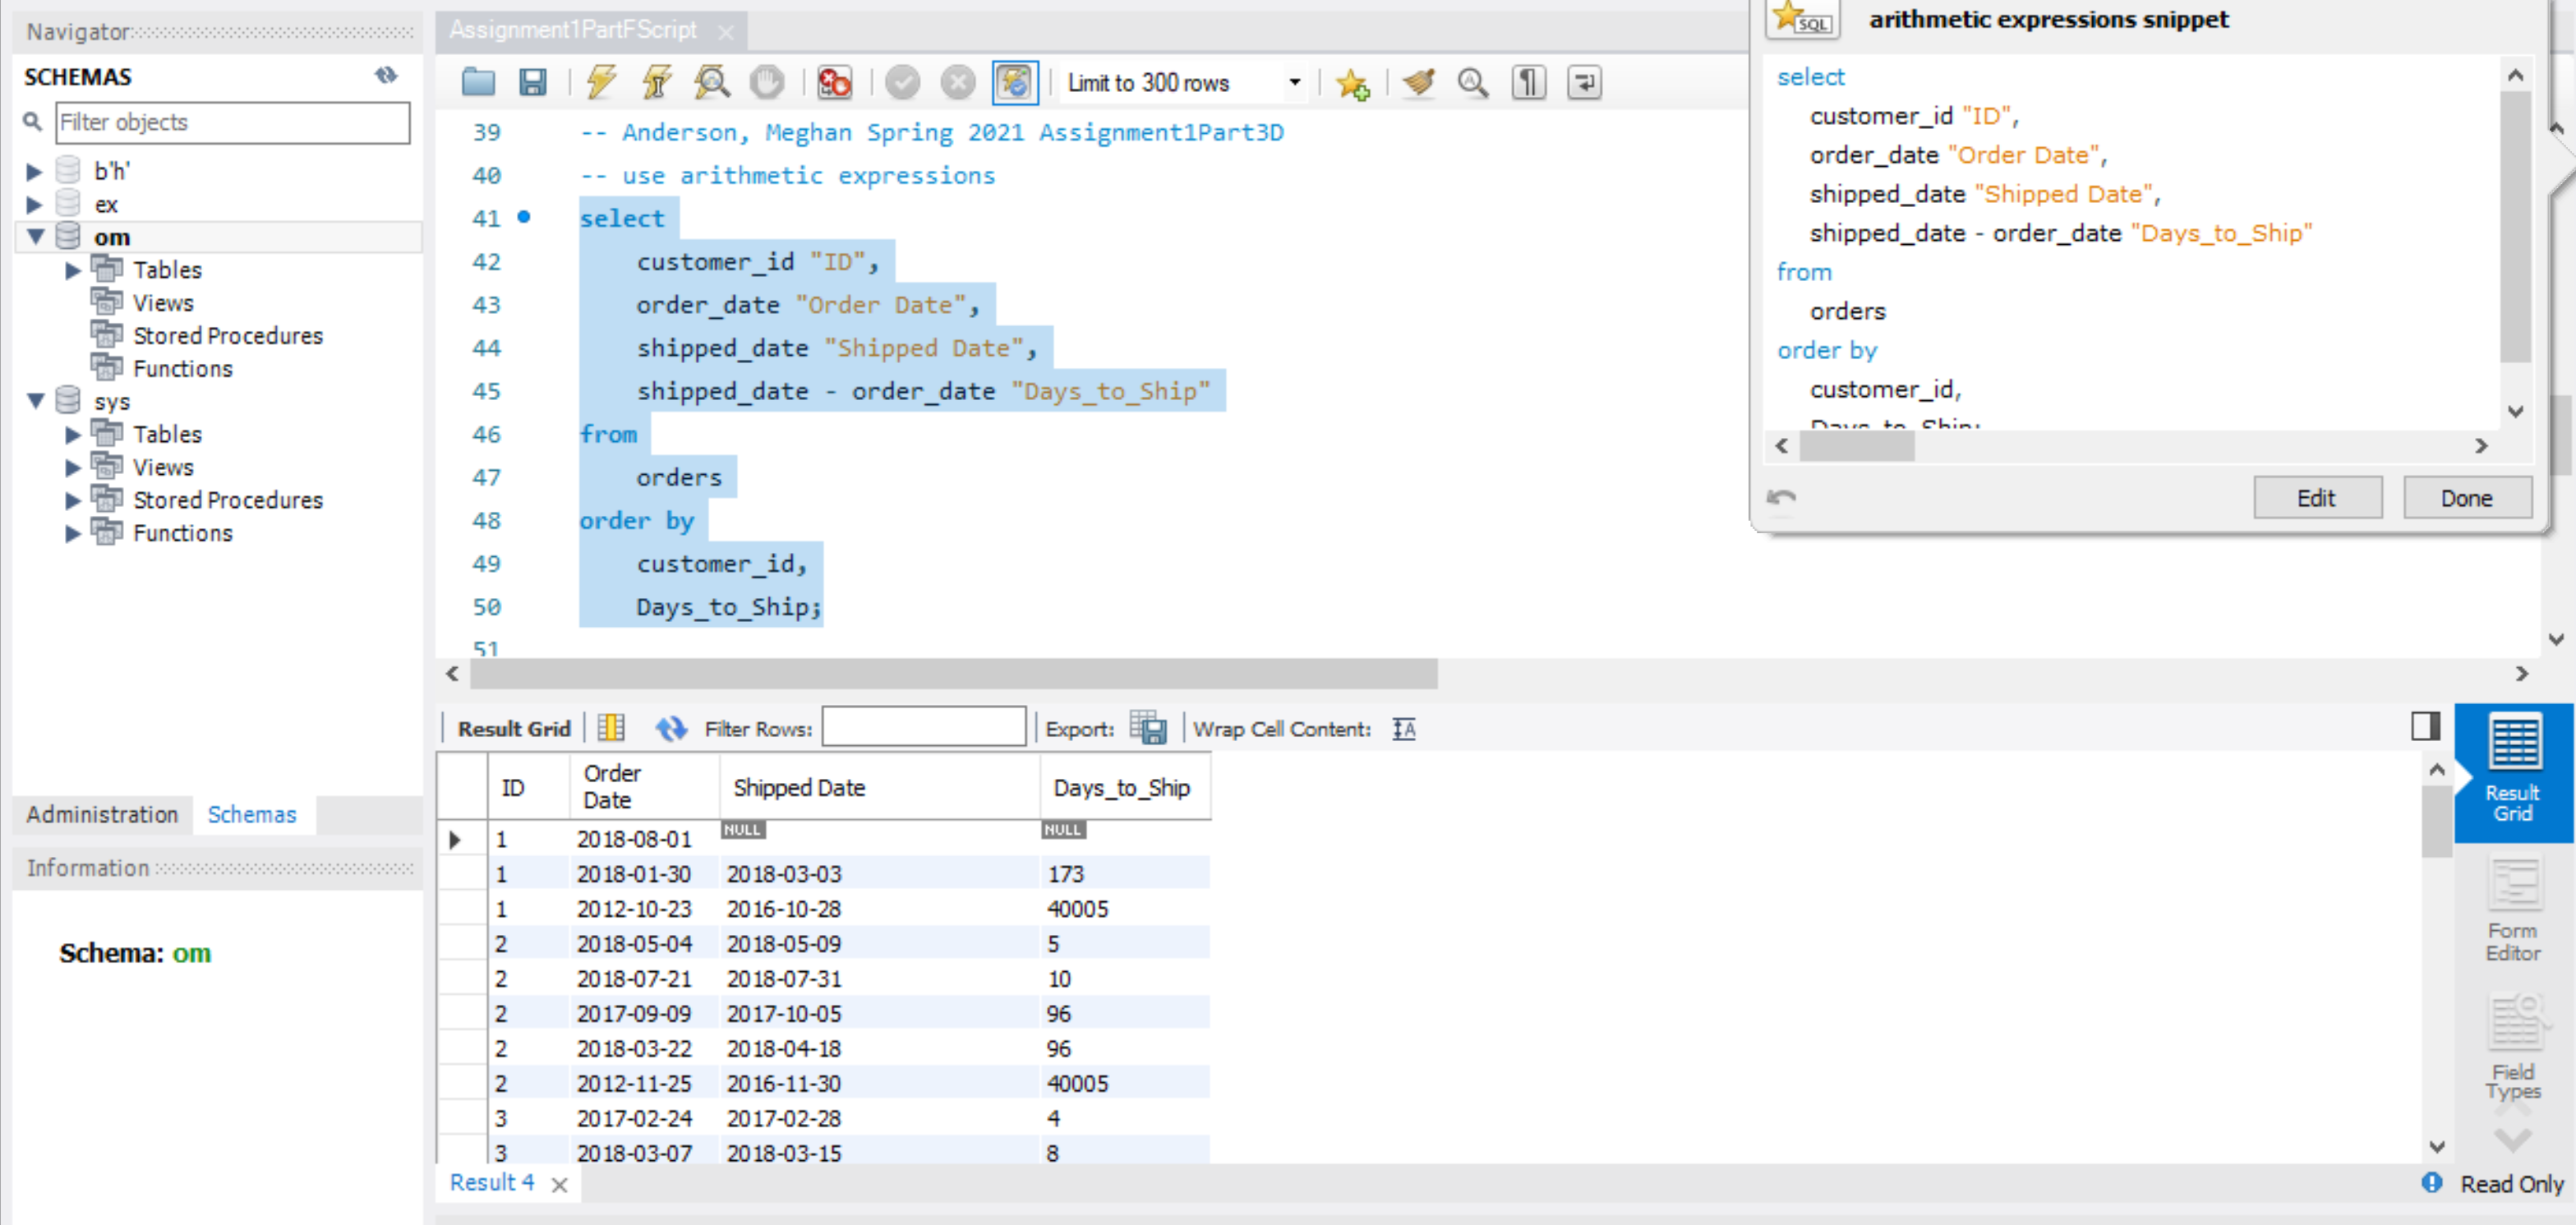 Navigator
SCHEMAS
Filter objects
b'h'
ex
om
Tables
Views
Stored Procedures
Functions
sys
Tables
Views
Stored Procedures
Functions
Administration Schemas
Information
Schema: om
Assignment1PartFScript
Limit to 300 rows
39 -- Anderson, Meghan Spring 2021 Assignment1Part3D
40 -- use arithmetic expressions
41 select
42 customer_id "ID",
43 order_date "Order Date",
44 shipped_date "Shipped Date",
45 shipped_date - order_date "Days_to_Ship"
46 from
47 orders
48 order by
49 customer_id,
50 Days_to_Ship;
51
SQL
arithmetic expressions snippet
select
customer_id "ID",
order_date "Order Date",
shipped_date "Shipped Date",
shipped_date - order_date "Days_to_Ship"
from
orders
order by
customer_id,
Days_to_Ship;
Edit Done
Result Grid Filter Rows: Export: Wrap Cell Content:
ID Order Date Shipped Date Days_to_Ship
1 2018-08-01 NULL NULL
1 2018-01-30 2018-03-03 173
1 2012-10-23 2016-10-28 40005
2 2018-05-04 2018-05-09 5
2 2018-07-21 2018-07-31 10
2 2017-09-09 2017-10-05 96
2 2018-03-22 2018-04-18 96
2 2012-11-25 2016-11-30 40005
3 2017-02-24 2017-02-28 4
3 2018-03-07 2018-03-15 8
Result
Grid
Form
Editor
Field
Types
Result 4
Read Only